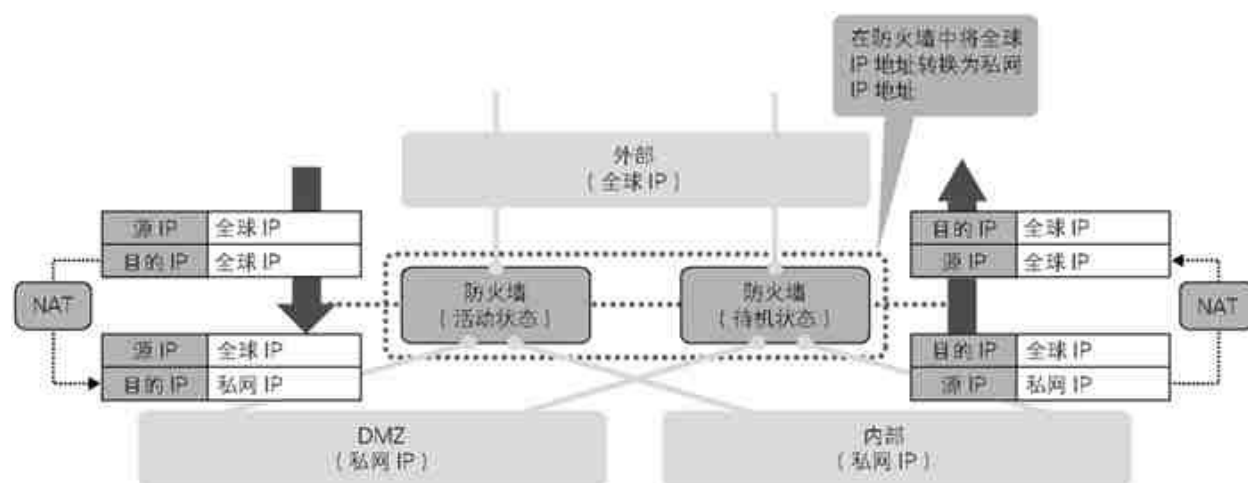 在防火墙中将全球
IP 地址转换为私网
IP 地址
外部
（全球 IP）
源 IP 全球 IP
目的 IP 全球 IP
NAT
源 IP 全球 IP
目的 IP 私网 IP
防火墙
（活动状态）
防火墙
（待机状态）
目的 IP 全球 IP
源 IP 全球 IP
NAT
目的 IP 全球 IP
源 IP 私网 IP
DMZ
（私网 IP）
内部
（私网 IP）